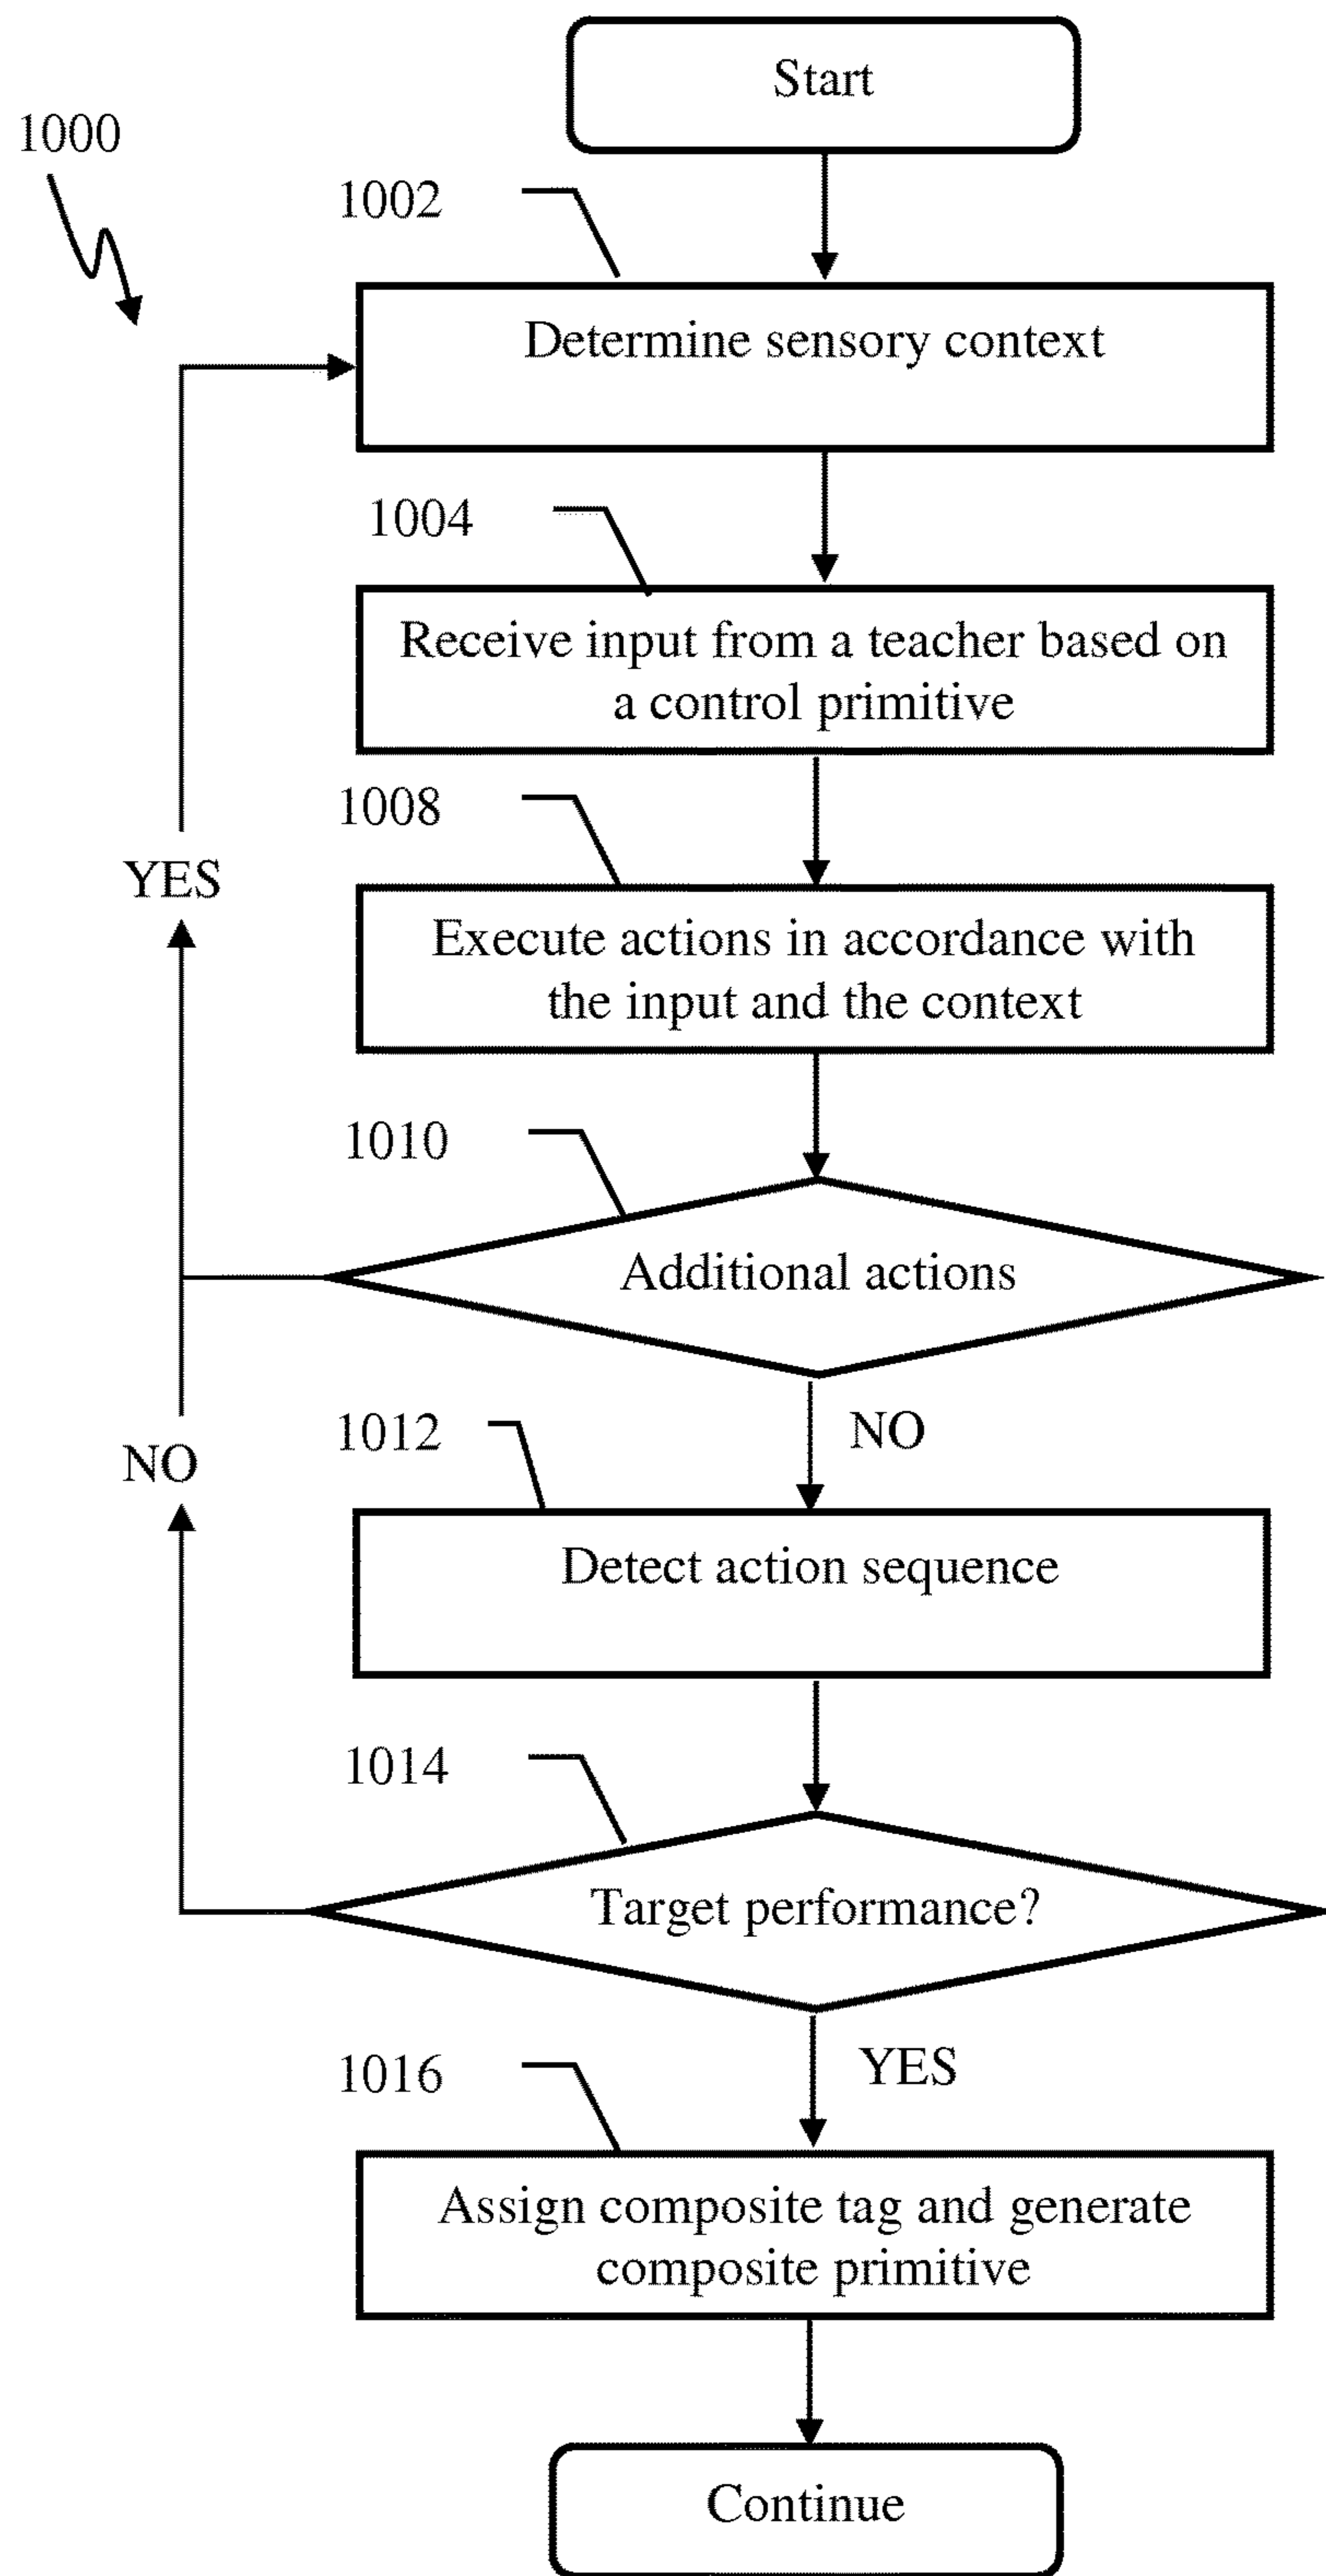 Start
1000
1002
Determine sensory context
1004
Receive input from a teacher based on
a control primitive
1008
YES
Execute actions in accordance with
the input and the context
1010
Additional actions
NO
1012
NO
Detect action sequence
1014
Target performance?
YES
1016
Assign composite tag and generate
composite primitive
Continue